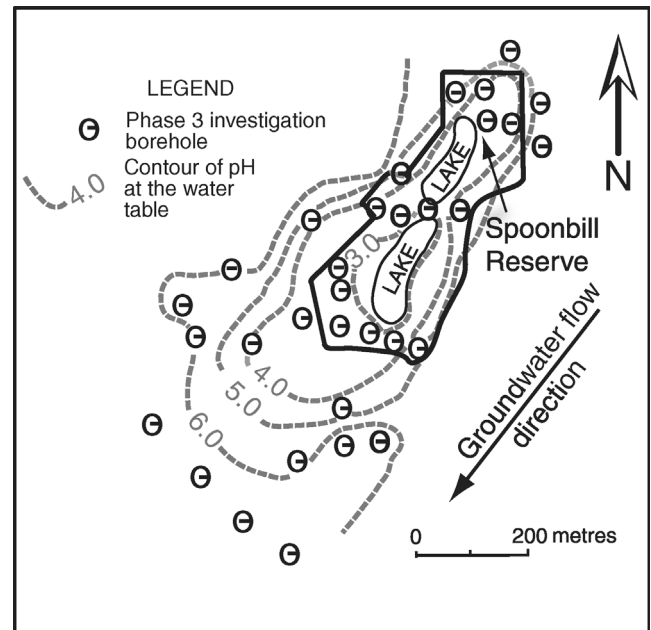 LEGEND
Phase 3 investigation
borehole
4.0
Contour of pH
at the water
table
N
LAKE
Spoonbill
Reserve
3.0
LAKE
Groundwater flow
direction
4.0
5.0
6.0
0 200 metres